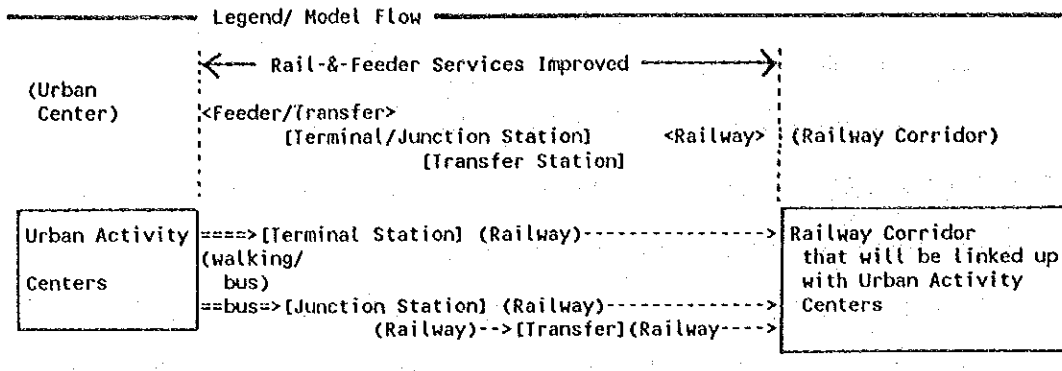 Legend/ Model Flow
<--- Rail-&-Feeder Services Improved --->
(Urban
Center)
<Feeder/Transfer>
[Terminal/Junction Station] <Railway> (Railway Corridor)
[Transfer Station]
Urban Activity ====>[Terminal Station] (Railway)--------------> Railway Corridor
(walking/ that will be linked up
Centers bus) with Urban Activity
==bus=>[Junction Station] (Railway)-------------> Centers
(Railway)-->[Transfer](Railway---->